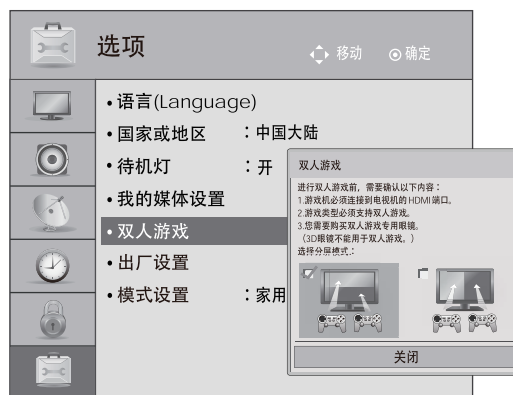 选项
移动 确定
•语言(Language)
•国家或地区 ：中国大陆
•待机灯 ：开
•我的媒体设置
•双人游戏
•出厂设置
•模式设置 ：家用
双人游戏
进行双人游戏前，需要确认以下内容：
1.游戏机必须连接到电视机的HDMI端口。
2.游戏类型必须支持双人游戏。
3.您需要购买双人游戏专用眼镜。
（3D眼镜不能用于双人游戏。）
选择分屏模式：
关闭